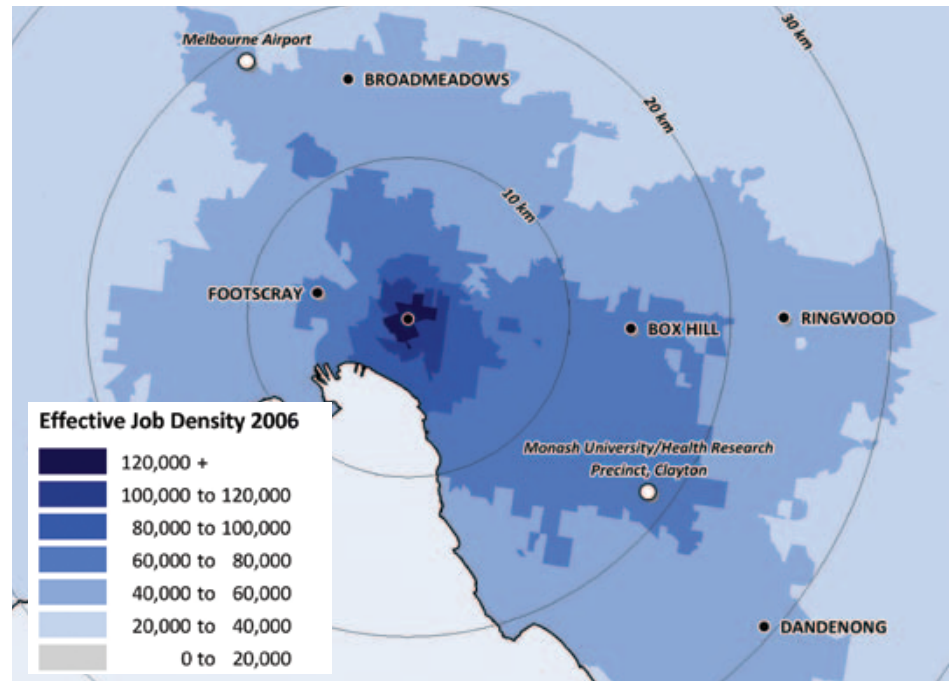 Melbourne Airport
BROADMEADOWS
30 km
20 km
10 km
FOOTSCRAY
BOX HILL
RINGWOOD
Monash University/Health Research
Precinct, Clayton
DANDENONG
Effective Job Density 2006
120,000 +
100,000 to 120,000
80,000 to 100,000
60,000 to 80,000
40,000 to 60,000
20,000 to 40,000
0 to 20,000